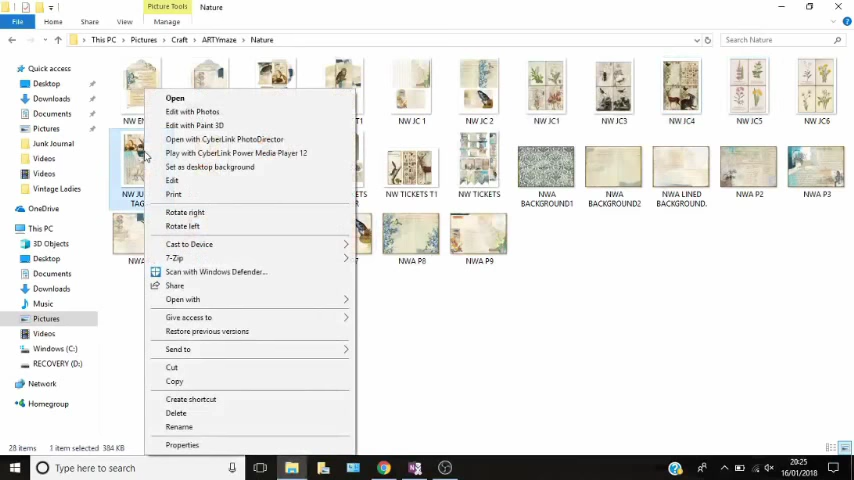 Picture Tools
Nature
File
Home
Share
View
Manage
This PC
Pictures
Craft
ARTYmaze
Nature
Search Nature
Quick access
Desktop
Downloads
Documents
Pictures
Junk Journal
Videos
Videos
Vintage Ladies
OneDrive
This PC
3D Objects
Desktop
Documents
Downloads
Music
Pictures
Videos
Windows (C:)
RECOVERY (D:)
Network
Homegroup
NW JC 1
NW JC 2
NW JC1
NW JC3
NW JC4
NW JC5
NW JC6
NW TICKETS T1
NW TICKETS
NWA BACKGROUND1
NWA BACKGROUND2
NWA LINED BACKGROUND.
NWA P2
NWA P3
NWA P8
NWA P9
Open
Edit with Photos
Edit with Paint 3D
Open with CyberLink PhotoDirector
Play with CyberLink Power Media Player 12
Set as desktop background
Edit
Print
Rotate right
Rotate left
Cast to Device
7-Zip
Scan with Windows Defender...
Share
Open with
Give access to
Restore previous versions
Send to
Cut
Copy
Create shortcut
Delete
Rename
Properties
28 items
1 item selected 384 KB
Type here to search
20:25
16/01/2018